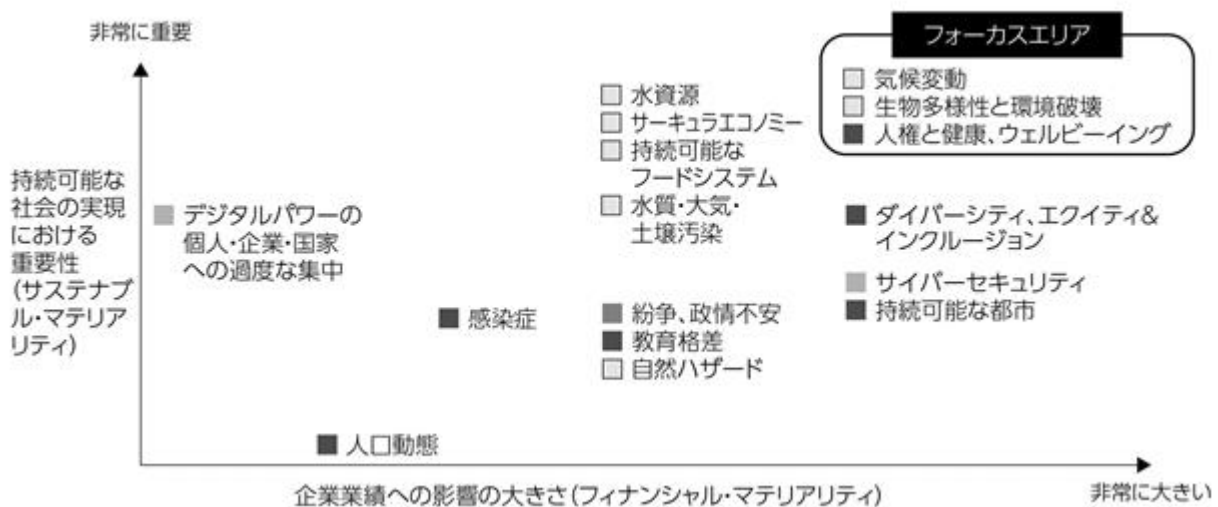 非常に重要
フォーカスエリア
気候変動
生物多様性と環境破壊
人権と健康、ウェルビーイング
水資源
サーキュラエコノミー
持続可能な
フードシステム
水質・大気・
土壌汚染
持続可能な
社会の実現
における
重要性
(サステナブ
ル・マテリア
リティ)
デジタルパワーの
個人・企業・国家
への過度な集中
ダイバーシティ、エクイティ&
インクルージョン
サイバーセキュリティ
持続可能な都市
感染症
紛争、政情不安
教育格差
自然ハザード
人口動態
企業業績への影響の大きさ(フィナンシャル・マテリアリティ)
非常に大きい